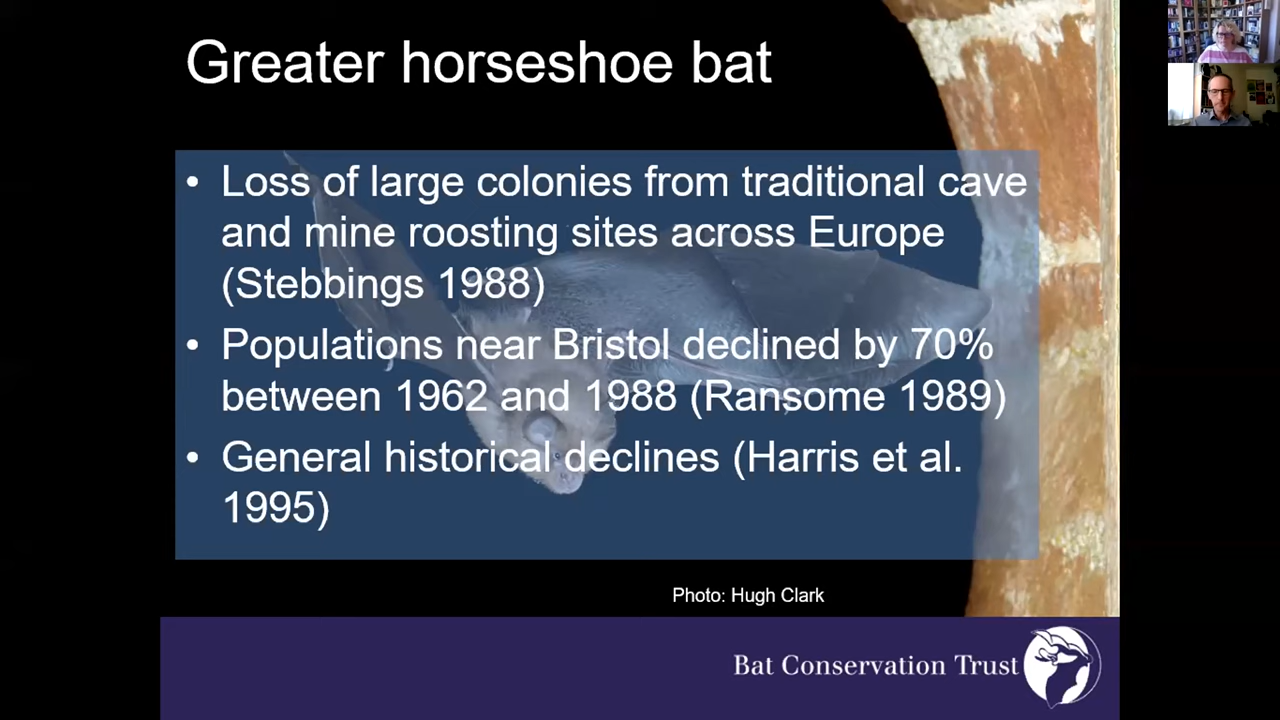 Greater horseshoe bat
• Loss of large colonies from traditional cave
and mine roosting sites across Europe
(Stebbings 1988)
• Populations near Bristol declined by 70%
between 1962 and 1988 (Ransome 1989)
• General historical declines (Harris et al.
1995)
Photo: Hugh Clark
Bat Conservation Trust